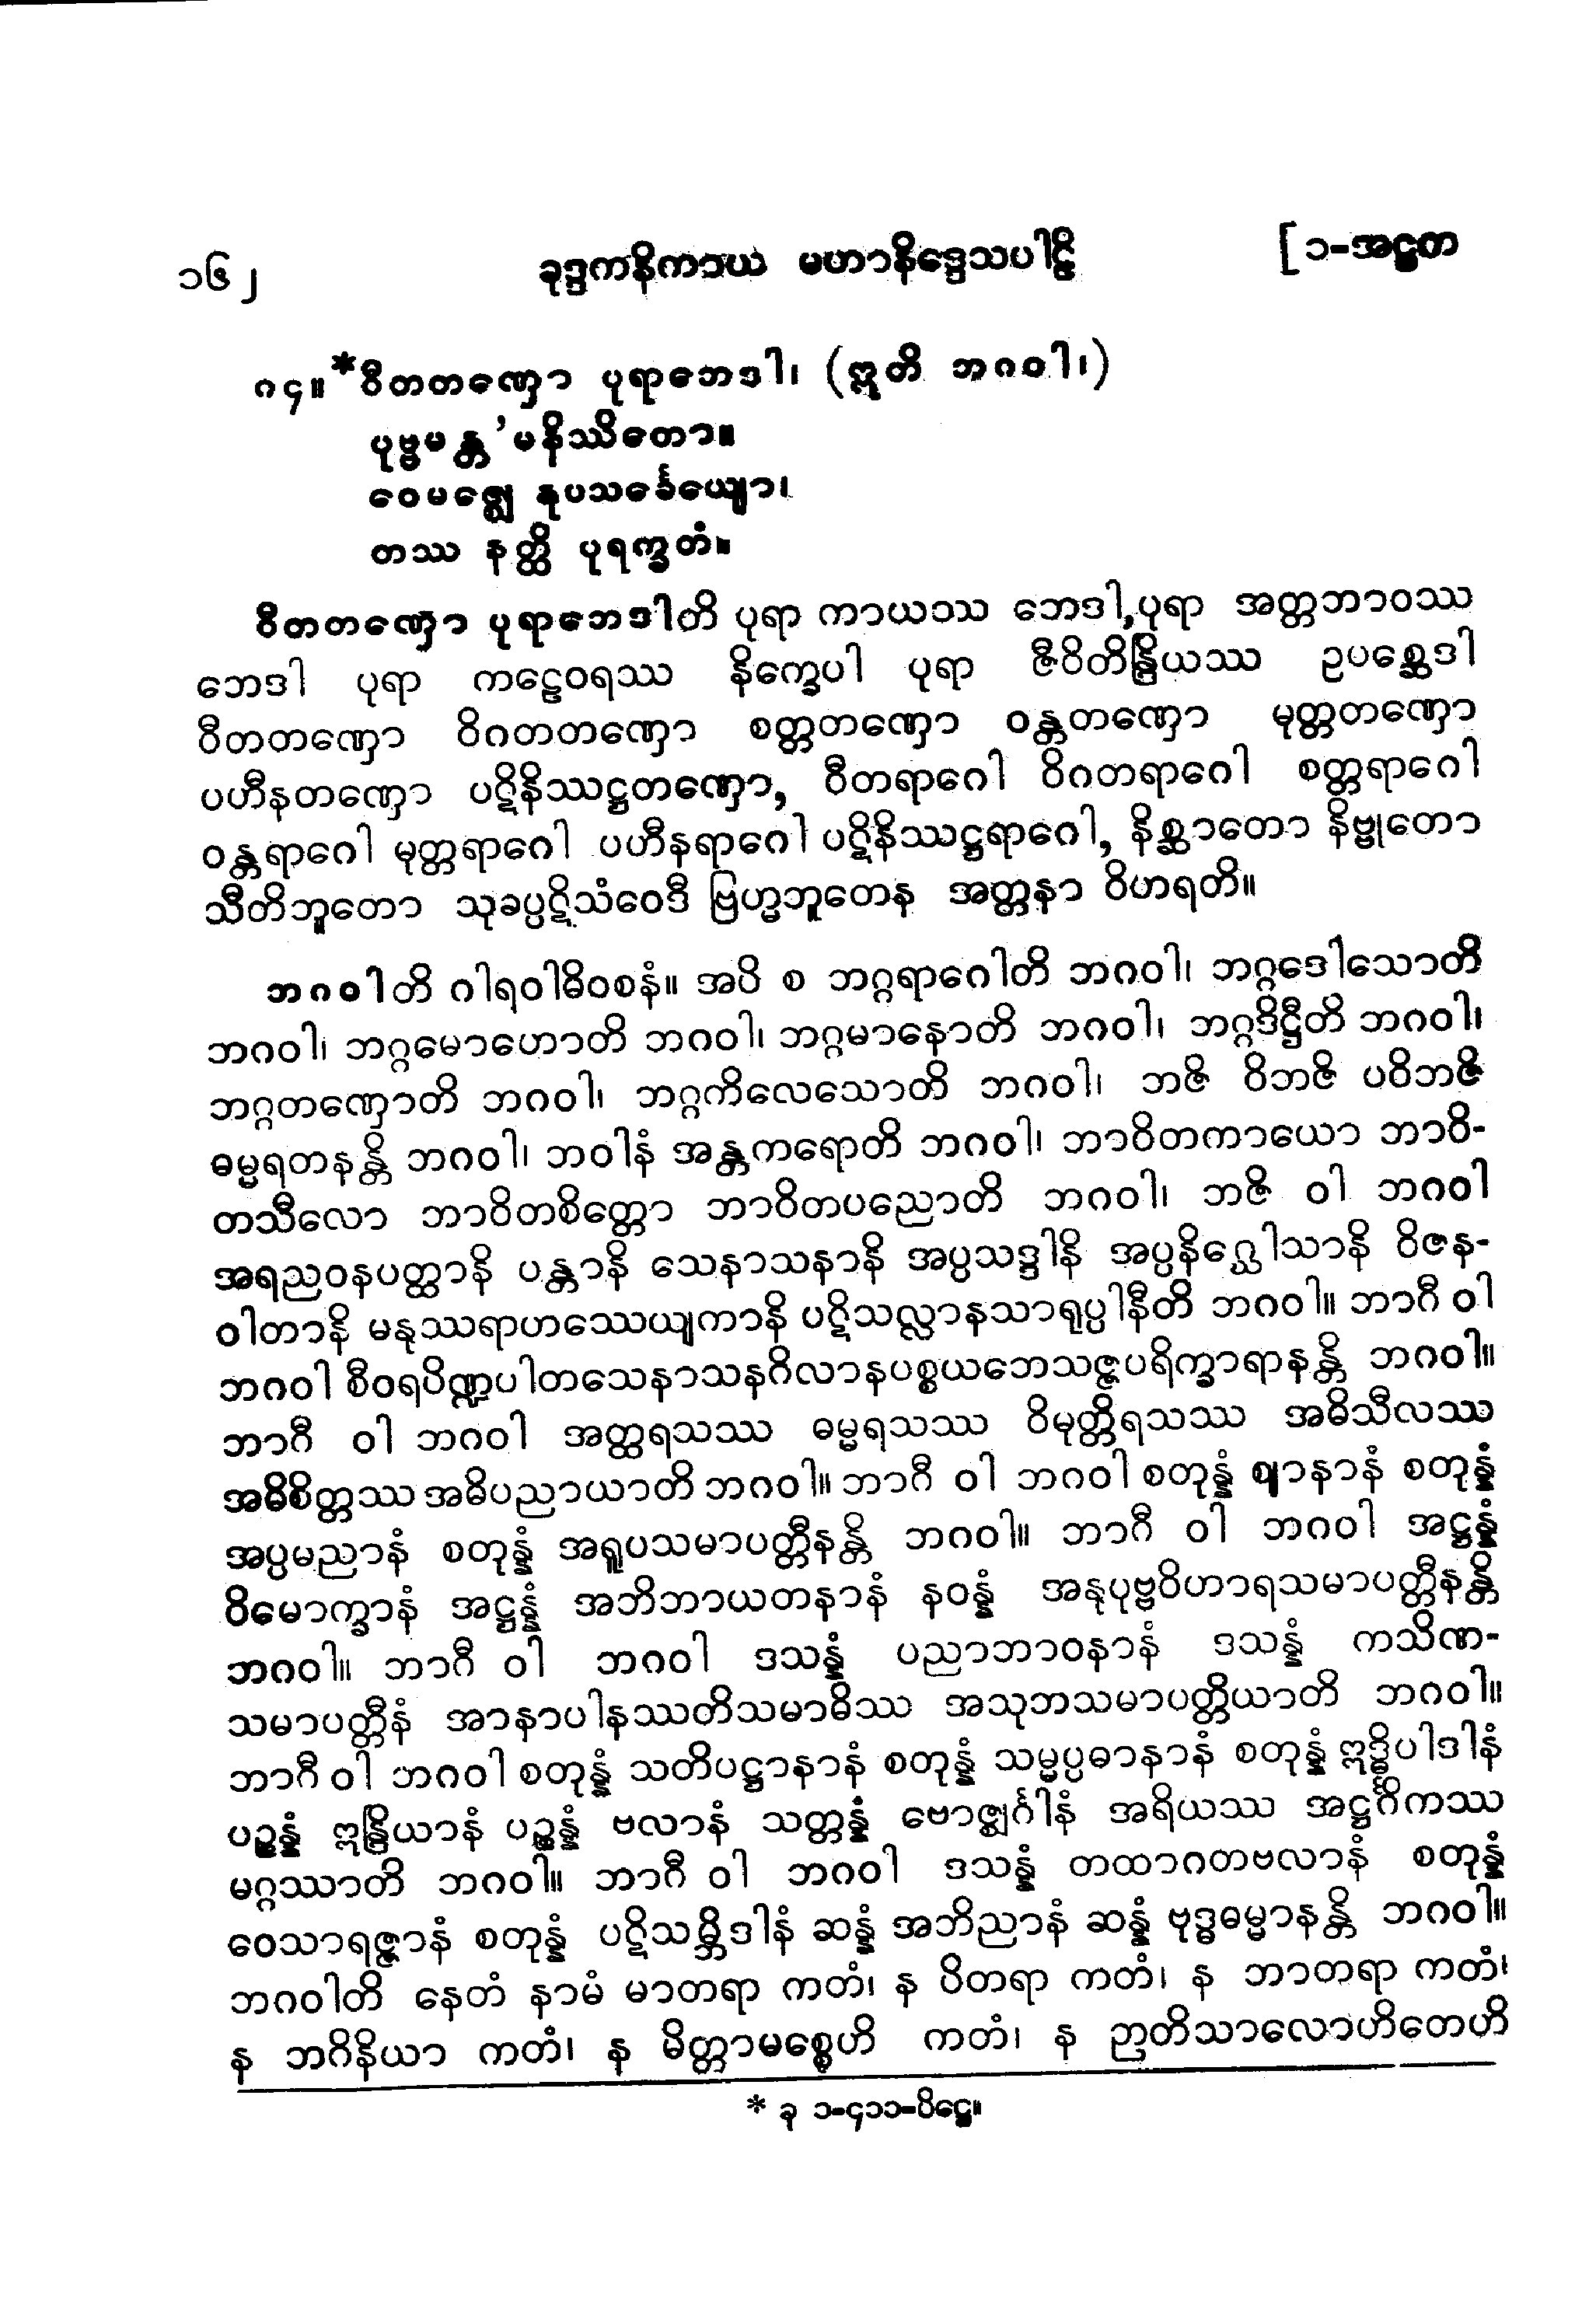 ၁၆၂
ခုဒ္ဒကနိကာယ မဟာနိဒ္ဒေသပါဠိ
[၁-အဋ္ဌက
၈၄။ *ဝီတတဏှော ပုရာဘေဒါ၊ (ဣတိ ဘဂဝါ၊)
ပုဗ္ဗမန္တ’မနိဿိတော။
ဝေမဇ္ဈေ နုပသင်္ခေယျော၊
တဿ နတ္ထိ ပုရက္ခတံ။
ဝီတတဏှော ပုရာဘေဒါတိ ပုရာ ကာယဿ ဘေဒါ, ပုရာ အတ္တဘာဝဿ
ဘေဒါ ပုရာ ကဠေဝရဿ နိက္ခေပါ ပုရာ ဇီဝိတိန္ဒြိယဿ ဥပစ္ဆေဒါ
ဝီတတဏှော ဝိဂတတဏှော စတ္တတဏှော ဝန္တတဏှော မုတ္တတဏှော
ပဟီနတဏှော ပဋိနိဿဋ္ဌတဏှော, ဝီတရာဂေါ ဝိဂတရာဂေါ စတ္တရာဂေါ
ဝန္တရာဂေါ မုတ္တရာဂေါ ပဟီနရာဂေါ ပဋိနိဿဋ္ဌရာဂေါ, နိစ္ဆာတော နိဗ္ဗုတော
သီတိဘူတော သုခပ္ပဋိသံဝေဒီ ဗြဟ္မဘူတေန အတ္တနာ ဝိဟရတိ။
ဘဂဝါတိ ဂါရဝါဓိဝစနံ။ အပိ စ ဘဂ္ဂရာဂေါတိ ဘဂဝါ၊ ဘဂ္ဂဒေါသောတိ
ဘဂဝါ၊ ဘဂ္ဂမောဟောတိ ဘဂဝါ၊ ဘဂ္ဂမာနောတိ ဘဂဝါ၊ ဘဂ္ဂဒိဋ္ဌီတိ ဘဂဝါ၊
ဘဂ္ဂတဏှောတိ ဘဂဝါ၊ ဘဂ္ဂကိလေသောတိ ဘဂဝါ၊ ဘဇိ ဝိဘဇိ ပဝိဘဇိ
ဓမ္မရတနန္တိ ဘဂဝါ၊ ဘဝါနံ အန္တကရောတိ ဘဂဝါ၊ ဘာဝိတကာယော ဘာဝိ-
တသီလော ဘာဝိတစိတ္တော ဘာဝိတပညောတိ ဘဂဝါ၊ ဘဇိ ဝါ ဘဂဝါ
အရညဝနပတ္ထာနိ ပန္တာနိ သေနာသနာနိ အပ္ပသဒ္ဒါနိ အပ္ပနိဂ္ဃေါသာနိ ဝိဇန-
ဝါတာနိ မနုဿရာဟဿေယျကာနိ ပဋိသလ္လာနသာရုပ္ပါနီတိ ဘဂဝါ။ ဘာဂီ ဝါ
ဘဂဝါ စီဝရပိဏ္ဍပါတသေနာသနဂိလာနပစ္စယဘေသဇ္ဇပရိက္ခာရာနန္တိ ဘဂဝါ။
ဘာဂီ ဝါ ဘဂဝါ အတ္ထရသဿ ဓမ္မရသဿ ဝိမုတ္တိရသဿ အဓိသီလဿ
အဓိစိတ္တဿ အဓိပညာယာတိ ဘဂဝါ။ ဘာဂီ ဝါ ဘဂဝါ စတုန္နံ ဈာနာနံ စတုန္နံ
အပ္ပမညာနံ စတုန္နံ အရူပသမာပတ္တီနန္တိ ဘဂဝါ။ ဘာဂီ ဝါ ဘဂဝါ အဋ္ဌန္နံ
ဝိမောက္ခာနံ အဋ္ဌန္နံ အဘိဘာယတနာနံ နဝန္နံ အနုပုဗ္ဗဝိဟာရသမာပတ္တီနန္တိ
ဘဂဝါ။ ဘာဂီ ဝါ ဘဂဝါ ဒသန္နံ ပညာဘာဝနာနံ ဒသန္နံ ကသိဏ-
သမာပတ္တီနံ အာနာပါနဿတိသမာဓိဿ အသုဘသမာပတ္တိယာတိ ဘဂဝါ။
ဘာဂီ ဝါ ဘဂဝါ စတုန္နံ သတိပဋ္ဌာနာနံ စတုန္နံ သမ္မပ္ပဓာနာနံ စတုန္နံ ဣဒ္ဓိပါဒါနံ
ပဉ္စန္နံ ဣန္ဒြိယာနံ ပဉ္စန္နံ ဗလာနံ သတ္တန္နံ ဗောဇ္ဈင်္ဂါနံ အရိယဿ အဋ္ဌင်္ဂိကဿ
မဂ္ဂဿာတိ ဘဂဝါ။ ဘာဂီ ဝါ ဘဂဝါ ဒသန္နံ တထာဂတဗလာနံ စတုန္နံ
ဝေသာရဇ္ဇာနံ စတုန္နံ ပဋိသမ္ဘိဒါနံ ဆန္နံ အဘိညာနံ ဆန္နံ ဗုဒ္ဓဓမ္မာနန္တိ ဘဂဝါ။
ဘဂဝါတိ နေတံ နာမံ မာတရာ ကတံ၊ န ပိတရာ ကတံ၊ န ဘာတရာ ကတံ၊
န ဘဂိနိယာ ကတံ၊ န မိတ္တာမစ္စေဟိ ကတံ၊ န ဉာတိသာလောဟိတေဟိ
* ခု ၁-၄၁၁-ပိဋ္ဌေ။